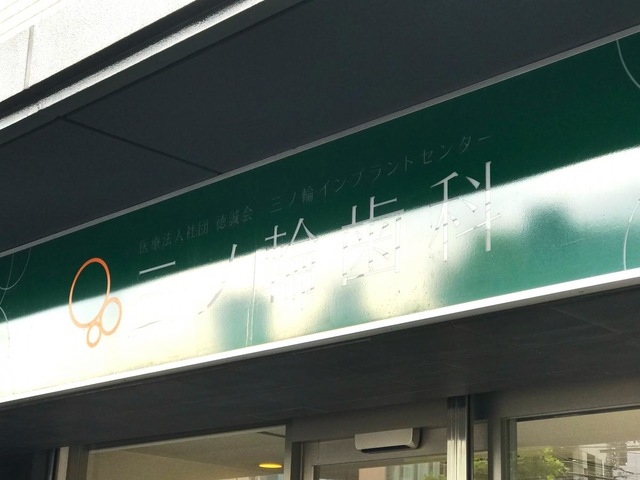 医療法人社団 徳誠会 三ノ輪インプラントセンター
三ノ輪歯科